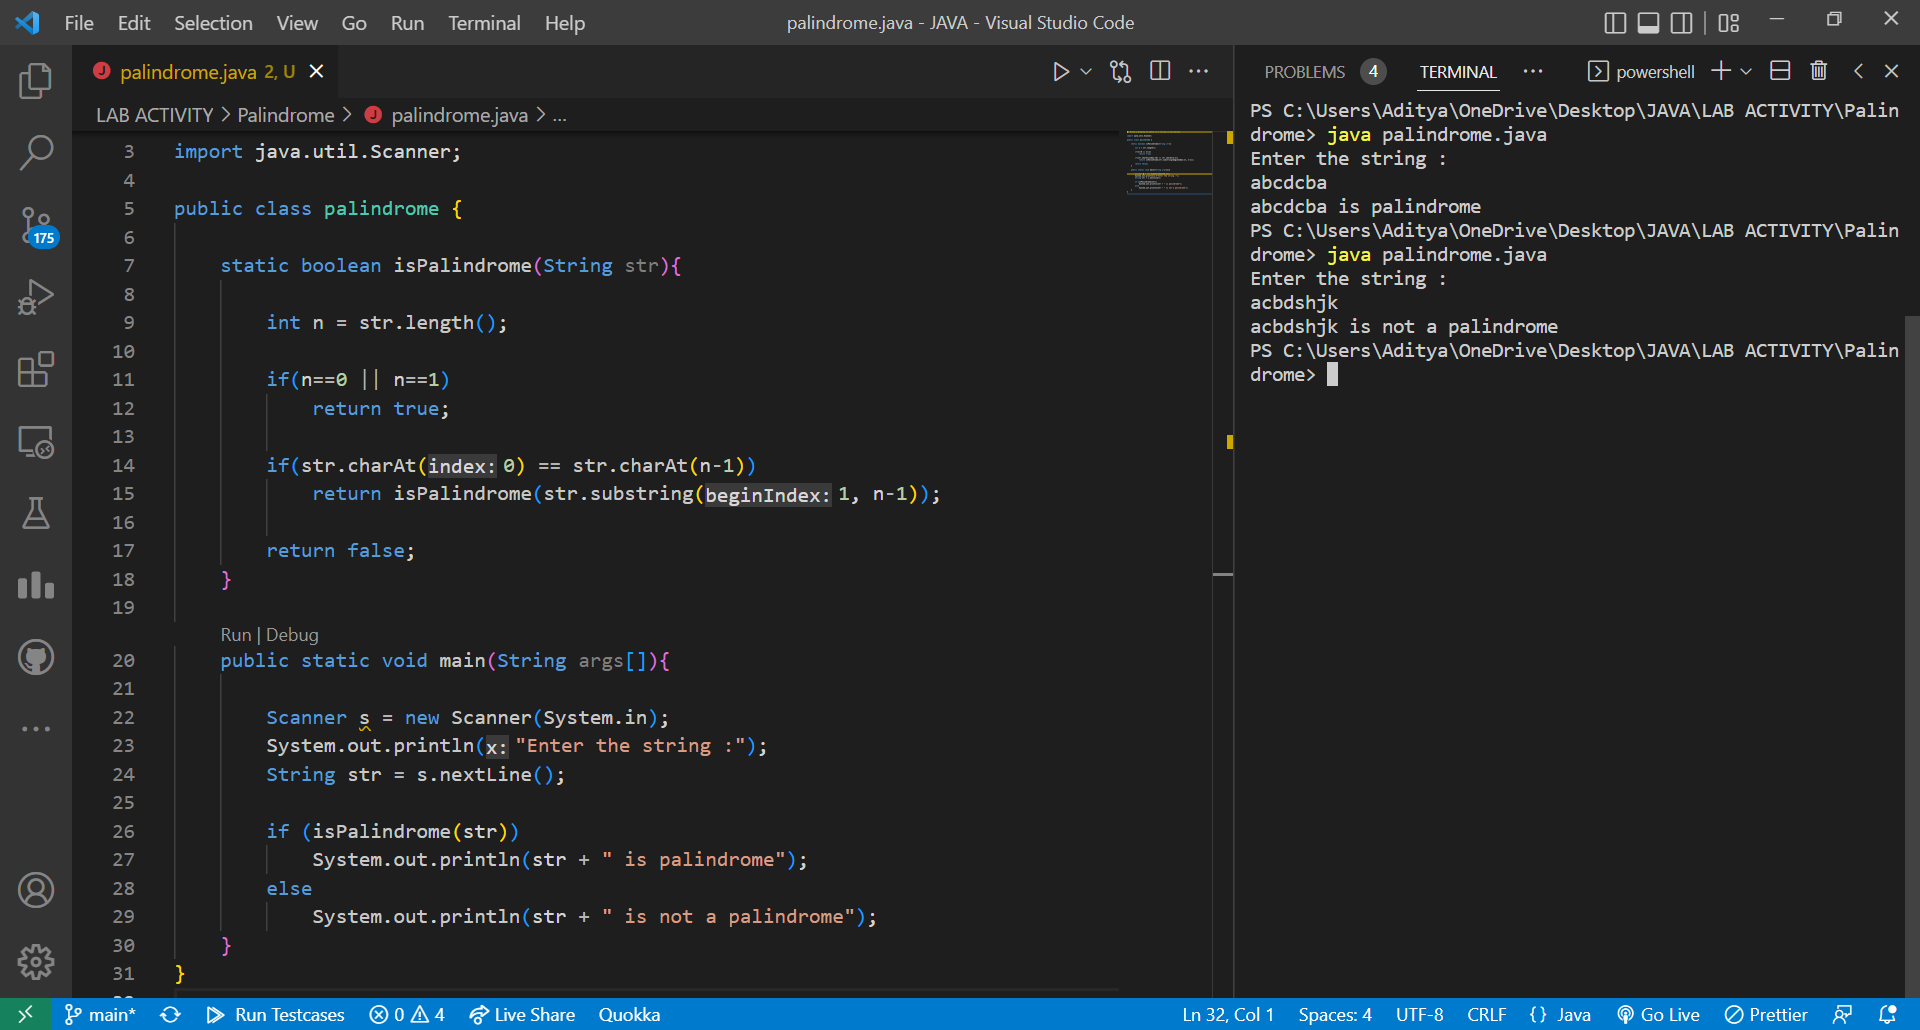 File Edit Selection View Go Run Terminal Help
palindrome.java - JAVA - Visual Studio Code
palindrome.java 2, U
LAB ACTIVITY > Palindrome > palindrome.java > ...
3 import java.util.Scanner;
4
5 public class palindrome {
6
7 static boolean isPalindrome(String str){
8
9 int n = str.length();
10
11 if(n==0 || n==1)
12 return true;
13
14 if(str.charAt(index: 0) == str.charAt(n-1))
15 return isPalindrome(str.substring(beginIndex: 1, n-1));
16
17 return false;
18 }
19
Run | Debug
20 public static void main(String args[]){
21
22 Scanner s = new Scanner(System.in);
23 System.out.println(x: "Enter the string :");
24 String str = s.nextLine();
25
26 if (isPalindrome(str))
27 System.out.println(str + " is palindrome");
28 else
29 System.out.println(str + " is not a palindrome");
30 }
31 }
175
PROBLEMS 4 TERMINAL ... powershell
PS C:\Users\Aditya\OneDrive\Desktop\JAVA\LAB ACTIVITY\Palin
drome> java palindrome.java
Enter the string :
abcdcba
abcdcba is palindrome
PS C:\Users\Aditya\OneDrive\Desktop\JAVA\LAB ACTIVITY\Palin
drome> java palindrome.java
Enter the string :
acbdshjk
acbdshjk is not a palindrome
PS C:\Users\Aditya\OneDrive\Desktop\JAVA\LAB ACTIVITY\Palin
drome>
main* Run Testcases 0 4 Live Share Quokka
Ln 32, Col 1 Spaces: 4 UTF-8 CRLF {} Java Go Live Prettier